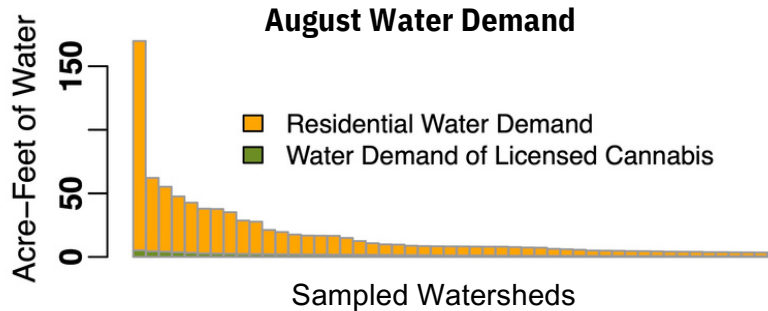 August Water Demand
Acre–Feet of Water
150
50
0
Residential Water Demand
Water Demand of Licensed Cannabis
Sampled Watersheds